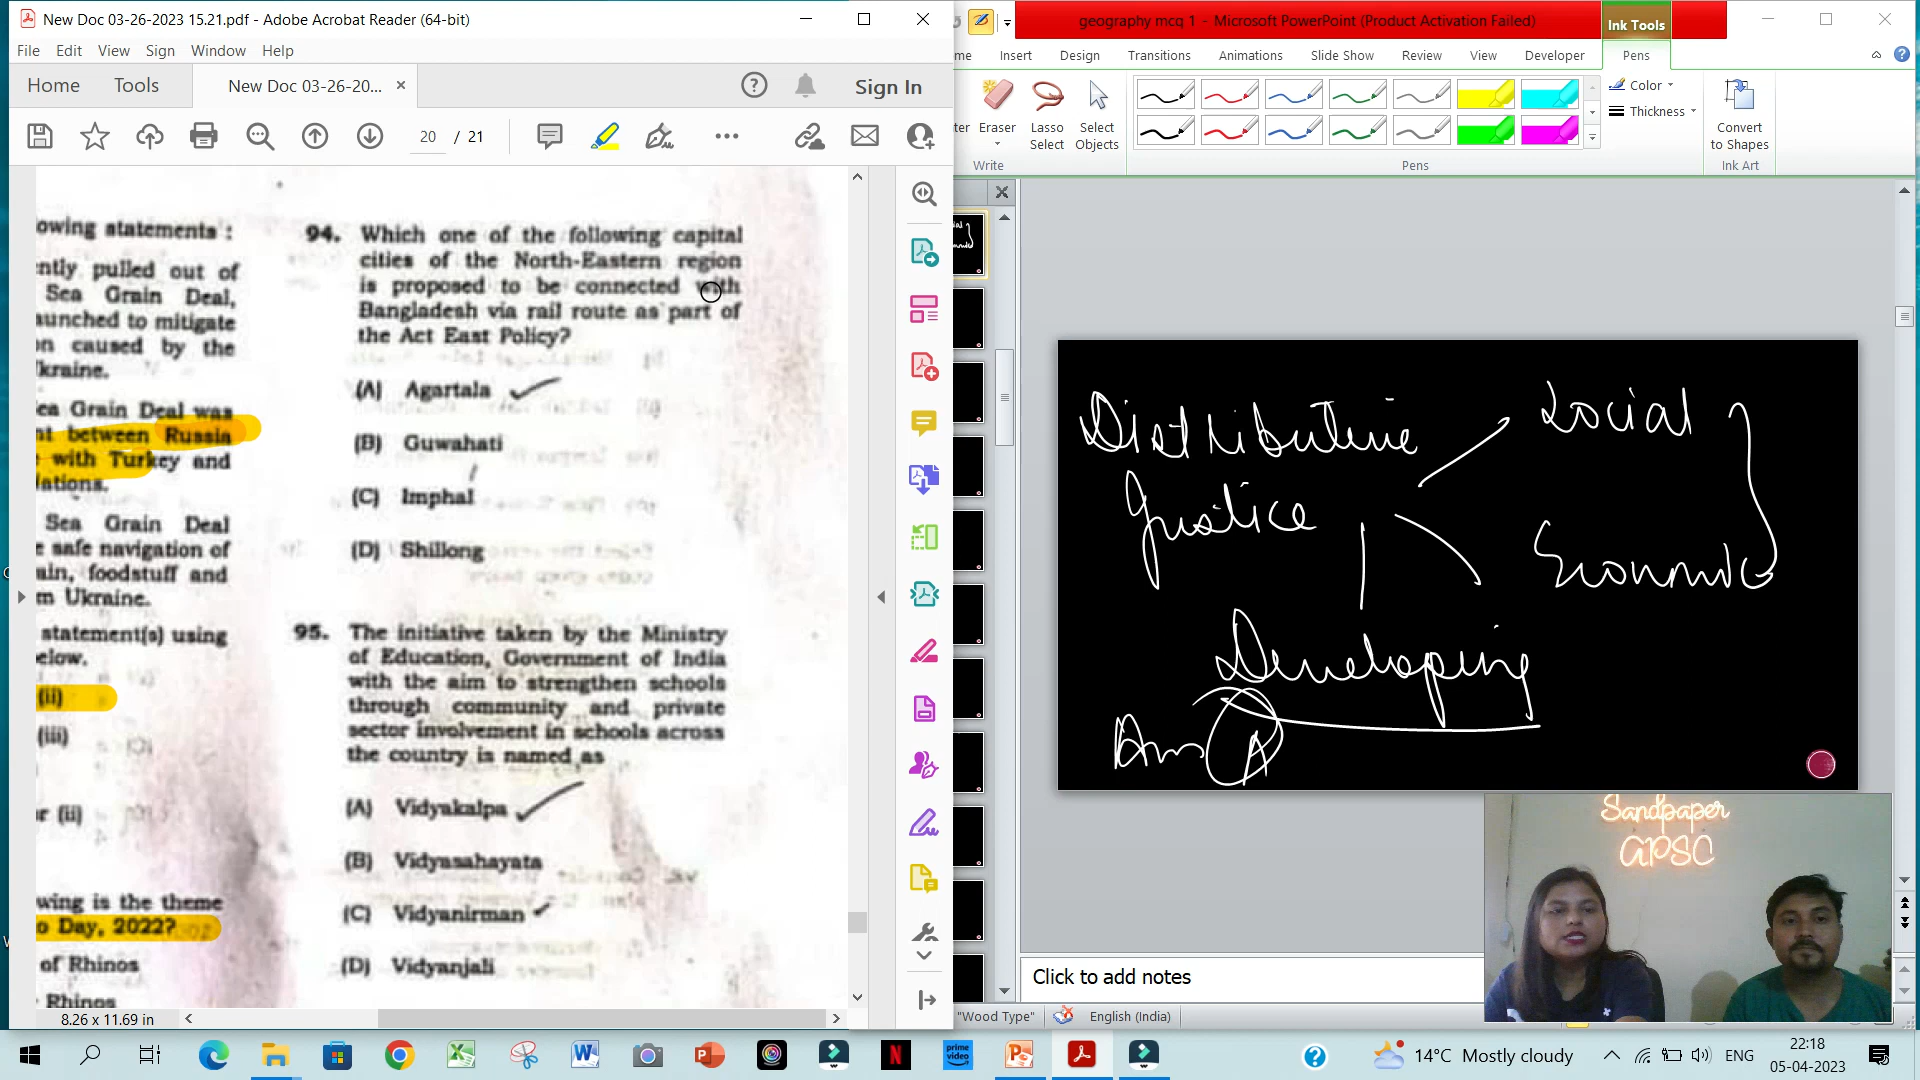 New Doc 03-26-2023 15.21.pdf - Adobe Acrobat Reader (64-bit)
File Edit View Sign Window Help
Home Tools New Doc 03-26-20... × Sign In
20 / 21
owing statements :
ntly pulled out of
Sea Grain Deal,
aunched to mitigate
on caused by the
kraine.
ea Grain Deal was
nt between Russia
with Turkey and
lations.
Sea Grain Deal
e safe navigation of
ain, foodstuff and
m Ukraine.
statement(s) using
elow.
(ii)
(iii)
r (ii)
wing is the theme
o Day, 2022?
of Rhinos
Rhinos
94. Which one of the following capital
cities of the North-Eastern region
is proposed to be connected with
Bangladesh via rail route as part of
the Act East Policy?
(A) Agartala
(B) Guwahati
(C) Imphal
(D) Shillong
95. The initiative taken by the Ministry
of Education, Government of India
with the aim to strengthen schools
through community and private
sector involvement in schools across
the country is named as
(A) Vidyakalpa
(B) Vidyasahayata
(C) Vidyanirman
(D) Vidyanjali
8.26 x 11.69 in
geography mcq 1 - Microsoft PowerPoint (Product Activation Failed)
Ink Tools
me Insert Design Transitions Animations Slide Show Review View Developer Pens
ter Eraser Lasso Select Select Objects
Color
Thickness
Convert to Shapes
Write Pens Ink Art
Distributive Social
Justice
Economic
Developing
Ans A
Sandpaper
APSC
Click to add notes
"Wood Type" English (India)
prime video
14°C Mostly cloudy
ENG
22:18
05-04-2023